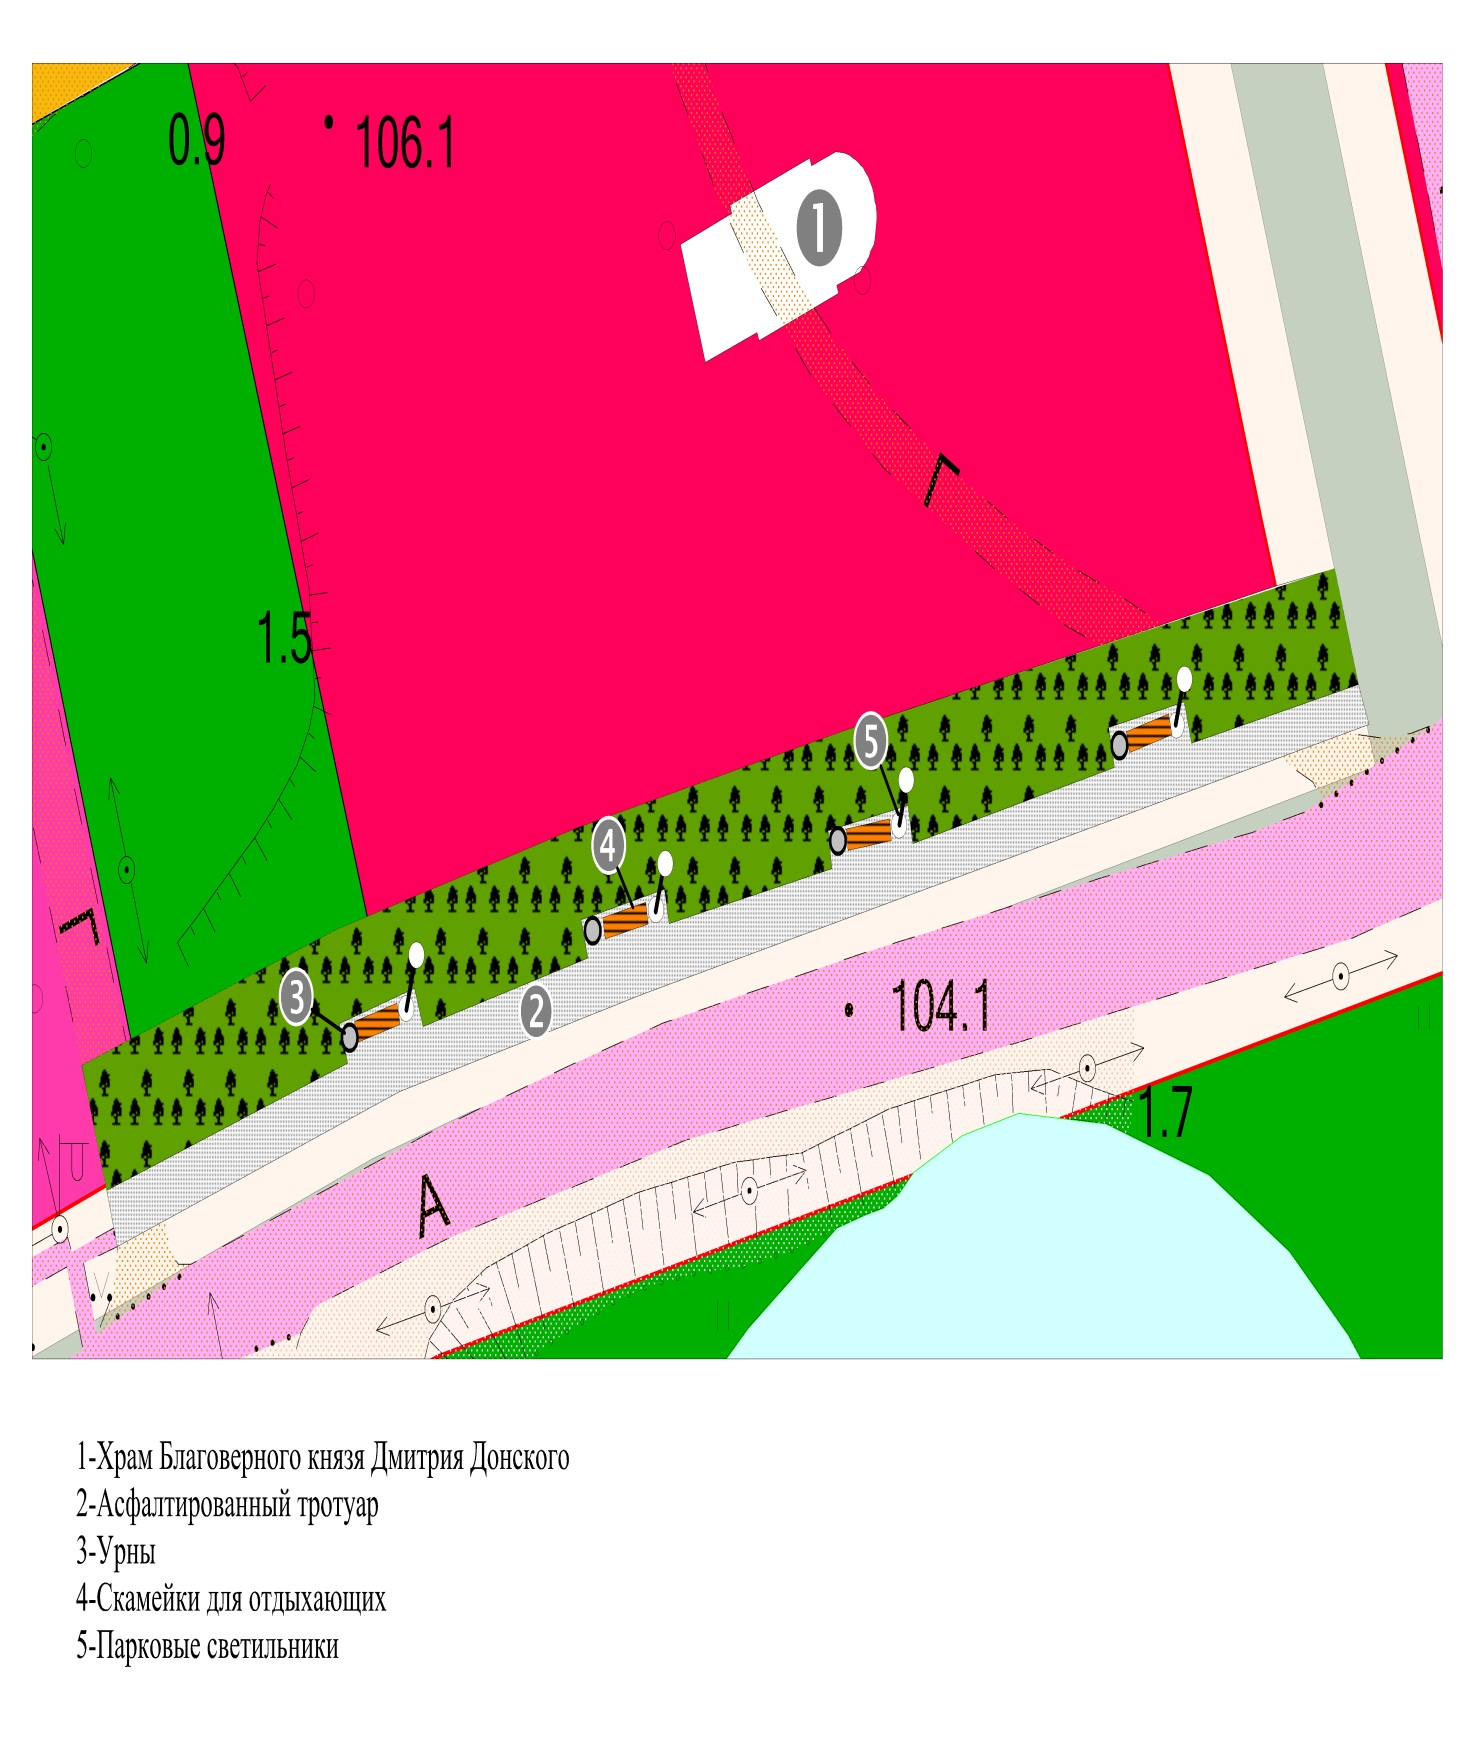 0.9
106.1
1
Г
1.5
5
4
3
2
Г
104.1
1.7
А
1-Храм Благоверного князя Дмитрия Донского
2-Асфалтированный тротуар
3-Урны
4-Скамейки для отдыхающих
5-Парковые светильники